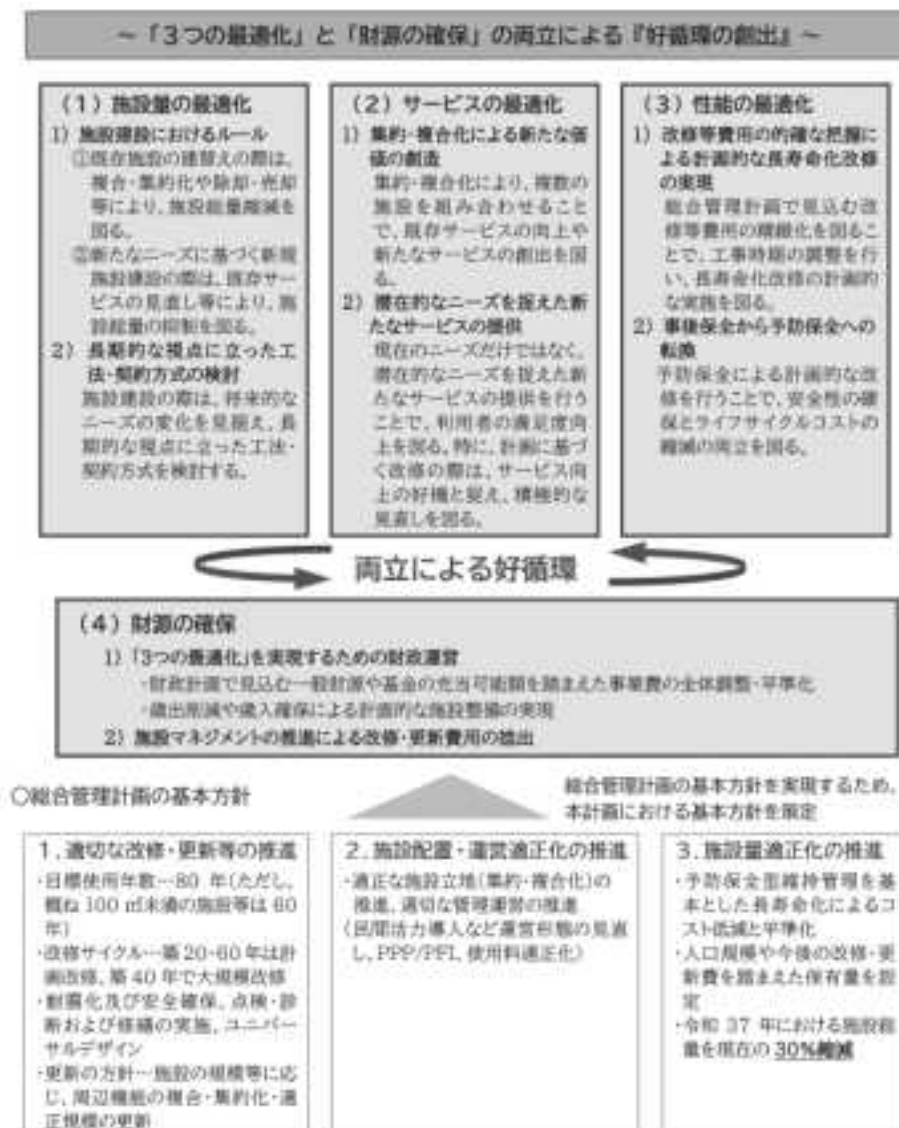 ～「3つの最適化」と「財源の確保」の両立による『好循環の創出』～
(1) 施設量の最適化
1) 施設建設におけるルール
①既存施設の建替えの際は、
複合・集約化や除却・売却
等により、施設総量縮減を
図る。
②新たなニーズに基づく新規
施設建設の際は、既存サー
ビスの見直し等により、施
設総量の抑制を図る。
2) 長期的な視点に立った工
法・契約方式の検討
施設建設の際は、将来的な
ニーズの変化を見据え、長
期的な視点に立った工法・
契約方式を検討する。
(2) サービスの最適化
1) 集約・複合化による新たな価
値の創造
集約・複合化により、複数の
施設を組み合わせること
で、既存サービスの向上や
新たなサービスの創出を図
る。
2) 潜在的なニーズを捉えた新
たなサービスの提供
現在のニーズだけではなく、
潜在的なニーズを捉えた新
たなサービスの提供を行う
ことで、利用者の満足度向
上を図る。特に、計画に基づ
く改修の際は、サービス向
上の好機と捉え、積極的な
見直しを図る。
(3) 性能の最適化
1) 改修等費用の的確な把握に
よる計画的な長寿命化改修
の実現
総合管理計画で見込む改
修等費用の精緻化を図るこ
とで、工事時期の調整を行
い、長寿命化改修の計画的
な実施を図る。
2) 事後保全から予防保全への
転換
予防保全による計画的な改
修を行うことで、安全性の確
保とライフサイクルコストの
縮減の両立を図る。
両立による好循環
(4) 財源の確保
1) 「3つの最適化」を実現するための財政運営
・財政計画で見込む一般財源や基金の充当可能額を踏まえた事業費の全体調整・平準化
・歳出削減や歳入確保による計画的な施設整備の実現
2) 施設マネジメントの推進による改修・更新費用の捻出
〇総合管理計画の基本方針
総合管理計画の基本方針を実現するため、
本計画における基本方針を策定
1. 適切な改修・更新等の推進
・目標使用年数…80 年(ただし、
概ね 100 ㎡未満の施設等は 60
年)
・改修サイクル…築 20・60 年は計
画改修、築 40 年で大規模改修
・耐震化及び安全確保、点検・診
断および修繕の実施、ユニバー
サルデザイン
・更新の方針…施設の規模等に応
じ、周辺機能の複合・集約化・適
正規模の更新
2. 施設配置・運営適正化の推進
・適正な施設立地(集約・複合化)の
推進、適切な管理運営の推進
(民間活力導入など運営形態の見直
し、PPP/PFI、使用料適正化)
3. 施設量適正化の推進
・予防保全型維持管理を基
本とした長寿命化によるコ
スト低減と平準化
・人口規模や今後の改修・更
新費を踏まえた保有量を設
定
・令和 37 年における施設総
量を現在の 30%縮減